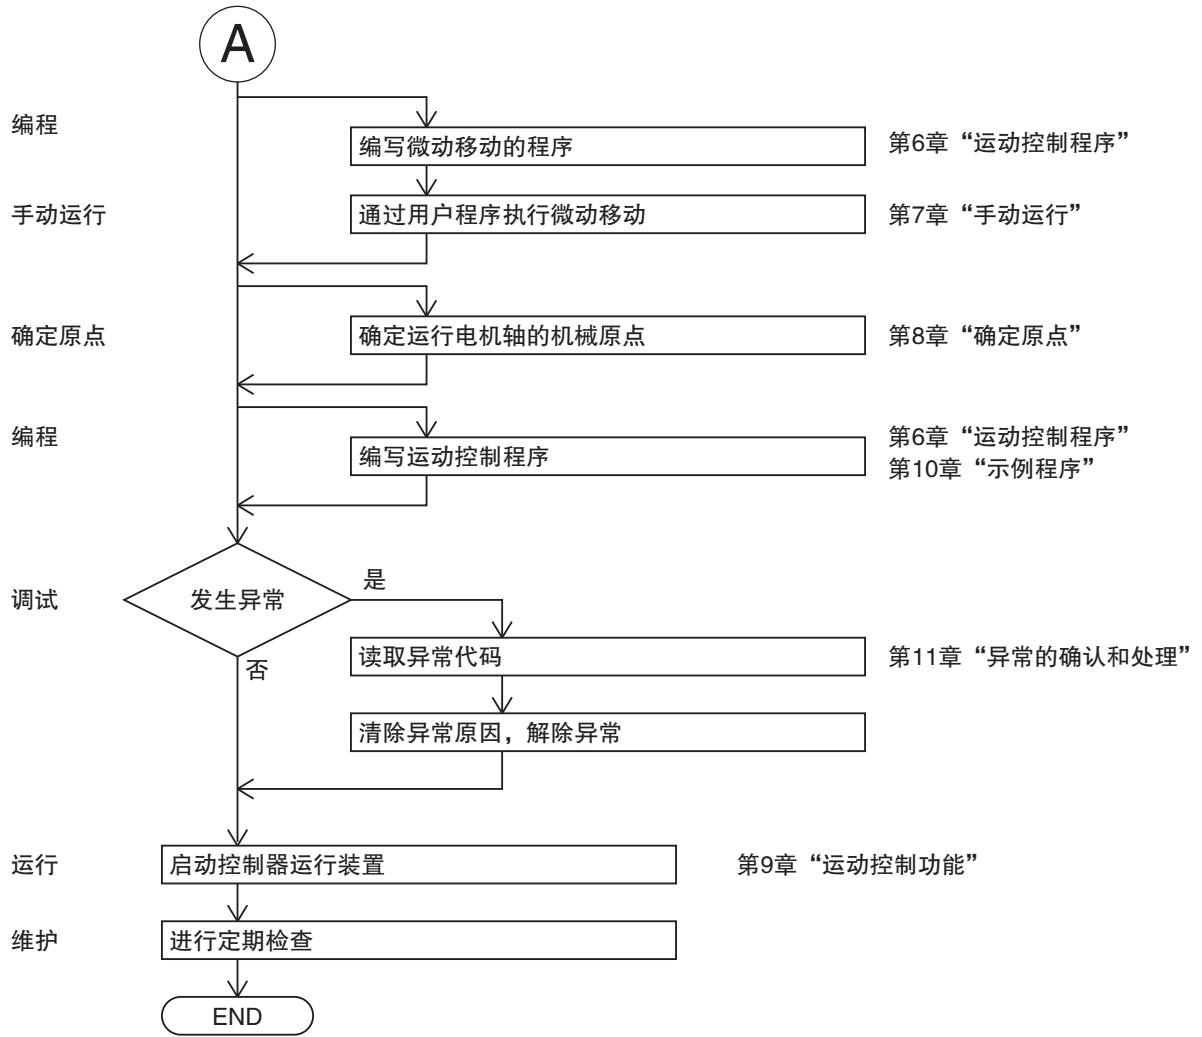 A
编程
编写微动移动的程序
第6章“运动控制程序”
手动运行
通过用户程序执行微动移动
第7章“手动运行”
确定原点
确定运行电机轴的机械原点
第8章“确定原点”
编程
编写运动控制程序
第6章“运动控制程序”
第10章“示例程序”
调试
发生异常
是
否
读取异常代码
第11章“异常的确认和处理”
清除异常原因，解除异常
运行
启动控制器运行装置
第9章“运动控制功能”
维护
进行定期检查
END